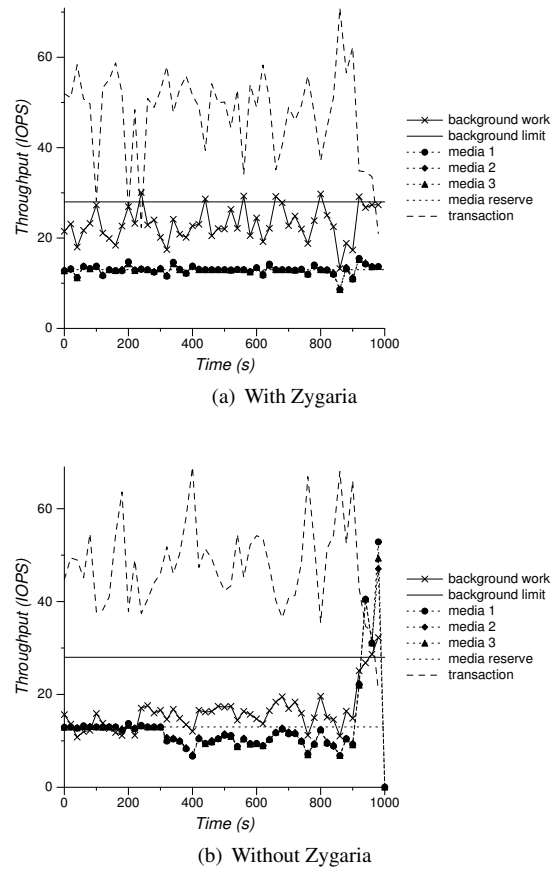 60
40
20
0
Throughput (IOPS)
0 200 400 600 800 1000
Time (s)
background work
background limit
media 1
media 2
media 3
media reserve
transaction
(a) With Zygaria
60
40
20
0
Throughput (IOPS)
0 200 400 600 800 1000
Time (s)
background work
background limit
media 1
media 2
media 3
media reserve
transaction
(b) Without Zygaria